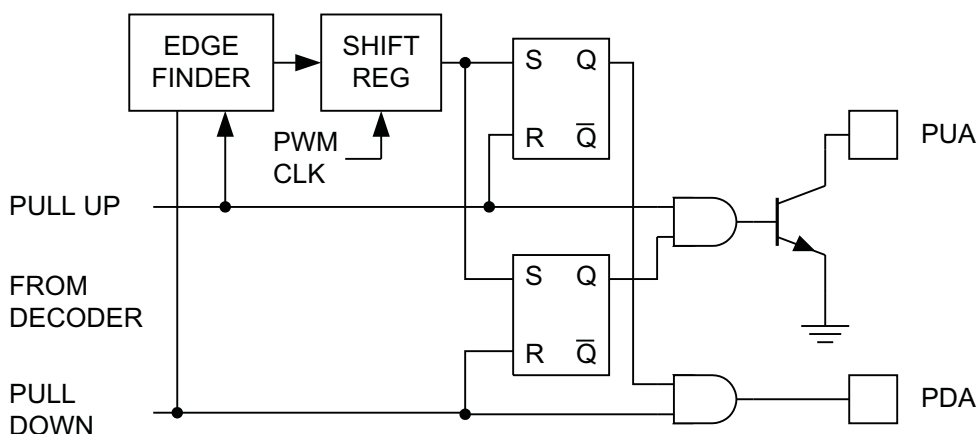 EDGE
FINDER
SHIFT
REG
S Q
R Q̅
PWM
CLK
PUA
PULL UP
FROM
DECODER
S Q
R Q̅
PULL
DOWN
PDA